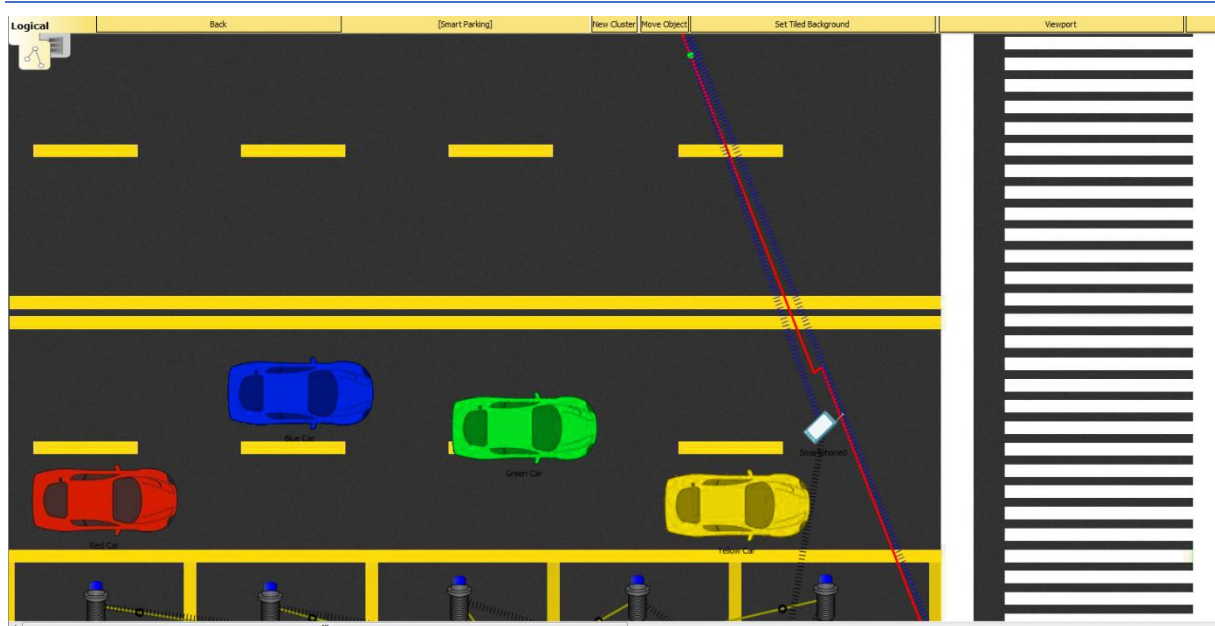 Logical
Back
[Smart Parking]
New Cluster
Move Object
Set Tiled Background
Viewport
Blue Car
Green Car
Smartphone0
Red Car
Yellow Car